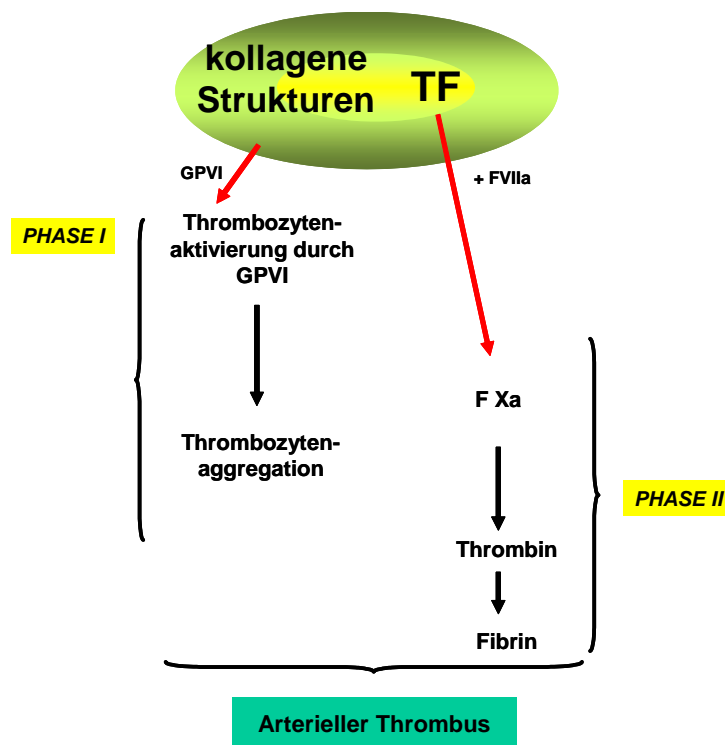 kollagene
Strukturen
TF
GPVI
+ FVIIa
PHASE I
Thrombozyten-
aktivierung durch
GPVI
F Xa
Thrombozyten-
aggregation
PHASE II
Thrombin
Fibrin
Arterieller Thrombus